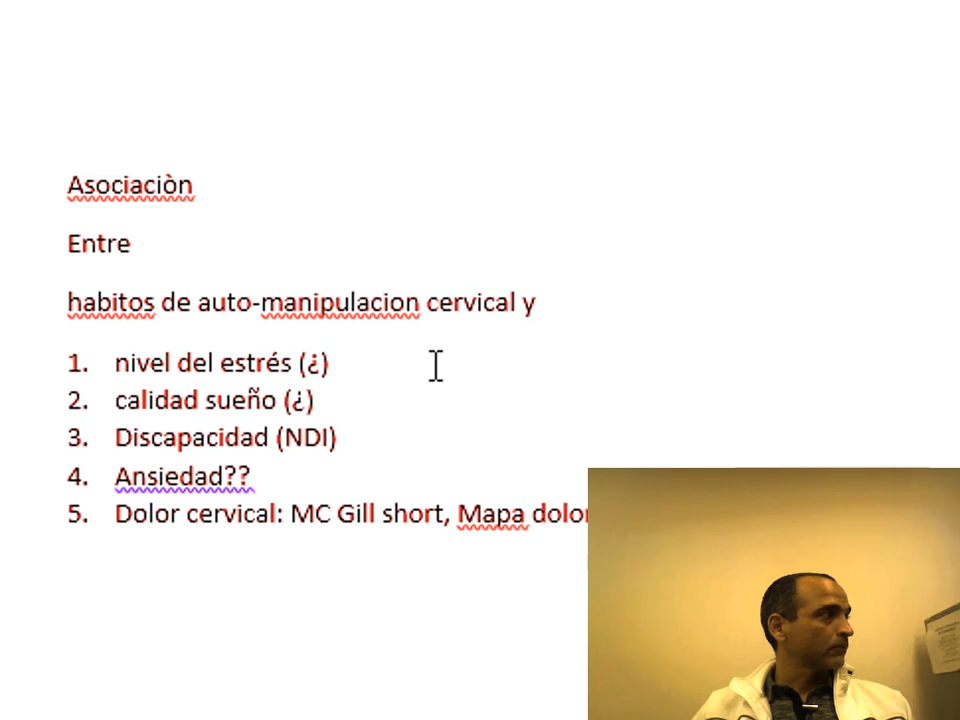 Asociaciòn
Entre
habitos de auto-manipulacion cervical y
1. nivel del estrés (¿)
2. calidad sueño (¿)
3. Discapacidad (NDI)
4. Ansiedad??
5. Dolor cervical: MC Gill short, Mapa dolor